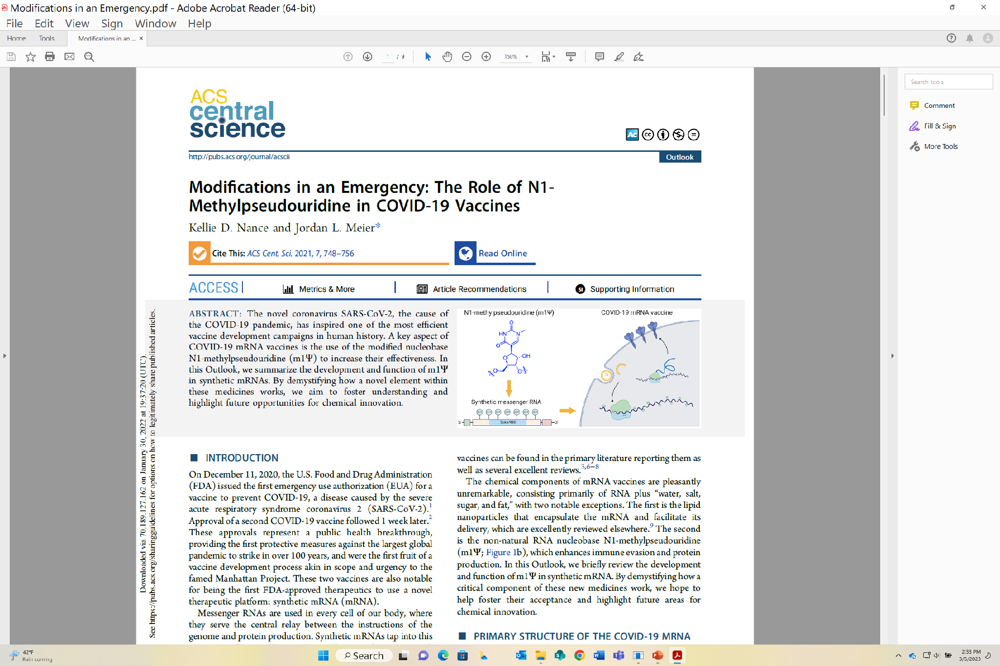 Modifications in an Emergency.pdf - Adobe Acrobat Reader (64-bit)
File Edit View Sign Window Help
Home Tools Modifications in an ... ×
1 / 9 150%
Search tools
Comment
Fill & Sign
More Tools
ACS
central
science
Ac cc $ =
http://pubs.acs.org/journal/acscii Outlook
Modifications in an Emergency: The Role of N1-
Methylpseudouridine in COVID-19 Vaccines
Kellie D. Nance and Jordan L. Meier*
Cite This: ACS Cent. Sci. 2021, 7, 748–756 Read Online
ACCESS Metrics & More Article Recommendations SI Supporting Information
ABSTRACT: The novel coronavirus SARS-CoV-2, the cause of
the COVID-19 pandemic, has inspired one of the most efficient
vaccine development campaigns in human history. A key aspect of
COVID-19 mRNA vaccines is the use of the modified nucleobase
N1-methylpseudouridine (m1Ψ) to increase their effectiveness. In
this Outlook, we summarize the development and function of m1Ψ
in synthetic mRNAs. By demystifying how a novel element within
these medicines works, we aim to foster understanding and
highlight future opportunities for chemical innovation.
N1-methylpseudouridine (m1Ψ)
O
HN N
O
O OH
O O
Synthetic messenger RNA
5' Spike/RBD 3'
COVID-19 mRNA vaccine
Downloaded via 70.189.127.162 on January 30, 2022 at 19:37:20 (UTC).
See https://pubs.acs.org/sharingguidelines for options on how to legitimately share published articles.
INTRODUCTION
On December 11, 2020, the U.S. Food and Drug Administration
(FDA) issued the first emergency use authorization (EUA) for a
vaccine to prevent COVID-19, a disease caused by the severe
acute respiratory syndrome coronavirus 2 (SARS-CoV-2).1
Approval of a second COVID-19 vaccine followed 1 week later.2
These approvals represent a public health breakthrough,
providing the first protective measures against the largest global
pandemic to strike in over 100 years, and were the first fruit of a
vaccine development process akin in scope and urgency to the
famed Manhattan Project. These two vaccines are also notable
for being the first FDA-approved therapeutics to use a novel
therapeutic platform: synthetic mRNA (mRNA).
Messenger RNAs are used in every cell of our body, where
they serve the central relay between the instructions of the
genome and protein production. Synthetic mRNAs tap into this
vaccines can be found in the primary literature reporting them as
well as several excellent reviews.3,6–8
The chemical components of mRNA vaccines are pleasantly
unremarkable, consisting primarily of RNA plus “water, salt,
sugar, and fat,” with two notable exceptions. The first is the lipid
nanoparticles that encapsulate the mRNA and facilitate its
delivery, which are excellently reviewed elsewhere.9 The second
is the non-natural RNA nucleobase N1-methylpseudouridine
(m1Ψ; Figure 1b), which enhances immune evasion and protein
production. In this Outlook, we briefly review the development
and function of m1Ψ in synthetic mRNA. By demystifying how a
critical component of these new medicines work, we hope to
help foster their acceptance and highlight future areas for
chemical innovation.
PRIMARY STRUCTURE OF THE COVID-19 MRNA
42°F
Rain coming
Search
2:33 PM
3/5/2023